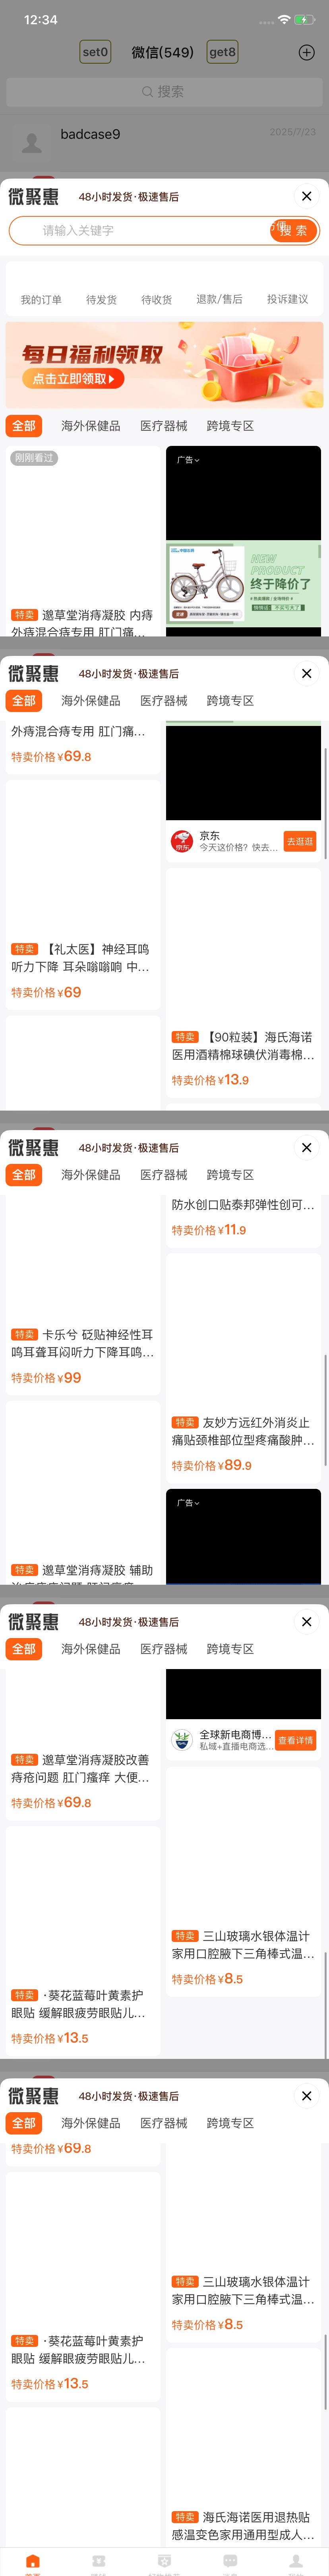 12:34
set0
微信(549)
get8
搜索
badcase9
2025/7/23
微聚惠
48小时发货·极速售后
请输入关键字
搜 索
我的订单
待发货
待收货
退款/售后
投诉建议
每日福利领取
点击立即领取
全部
海外保健品
医疗器械
跨境专区
刚刚看过
特卖 邈草堂消痔凝胶 内痔
外痔混合痔专用 肛门痛...
广告
NEW
PRODUCT
终于降价了
微聚惠
48小时发货·极速售后
全部
海外保健品
医疗器械
跨境专区
外痔混合痔专用 肛门痛...
特卖价格¥69.8
京东
今天这价格？快去...
去逛逛
特卖 【礼太医】神经耳鸣
听力下降 耳朵嗡嗡响 中...
特卖价格¥69
特卖 【90粒装】海氏海诺
医用酒精棉球碘伏消毒棉...
特卖价格¥13.9
微聚惠
48小时发货·极速售后
全部
海外保健品
医疗器械
跨境专区
防水创口贴泰邦弹性创可...
特卖价格¥11.9
特卖 卡乐兮 砭贴神经性耳
鸣耳聋耳闷听力下降耳鸣...
特卖价格¥99
特卖 友妙方远红外消炎止
痛贴颈椎部位型疼痛酸肿...
特卖价格¥89.9
广告
特卖 邈草堂消痔凝胶 辅助
微聚惠
48小时发货·极速售后
全部
海外保健品
医疗器械
跨境专区
全球新电商博...
私域+直播电商选...
查看详情
特卖 邈草堂消痔凝胶改善
痔疮问题 肛门瘙痒 大便...
特卖价格¥69.8
特卖 三山玻璃水银体温计
家用口腔腋下三角棒式温...
特卖价格¥8.5
特卖 ·葵花蓝莓叶黄素护
眼贴 缓解眼疲劳眼贴儿...
特卖价格¥13.5
微聚惠
48小时发货·极速售后
全部
海外保健品
医疗器械
跨境专区
特卖价格¥69.8
特卖 三山玻璃水银体温计
家用口腔腋下三角棒式温...
特卖价格¥8.5
特卖 ·葵花蓝莓叶黄素护
眼贴 缓解眼疲劳眼贴儿...
特卖价格¥13.5
特卖 海氏海诺医用退热贴
感温变色家用通用型成人...